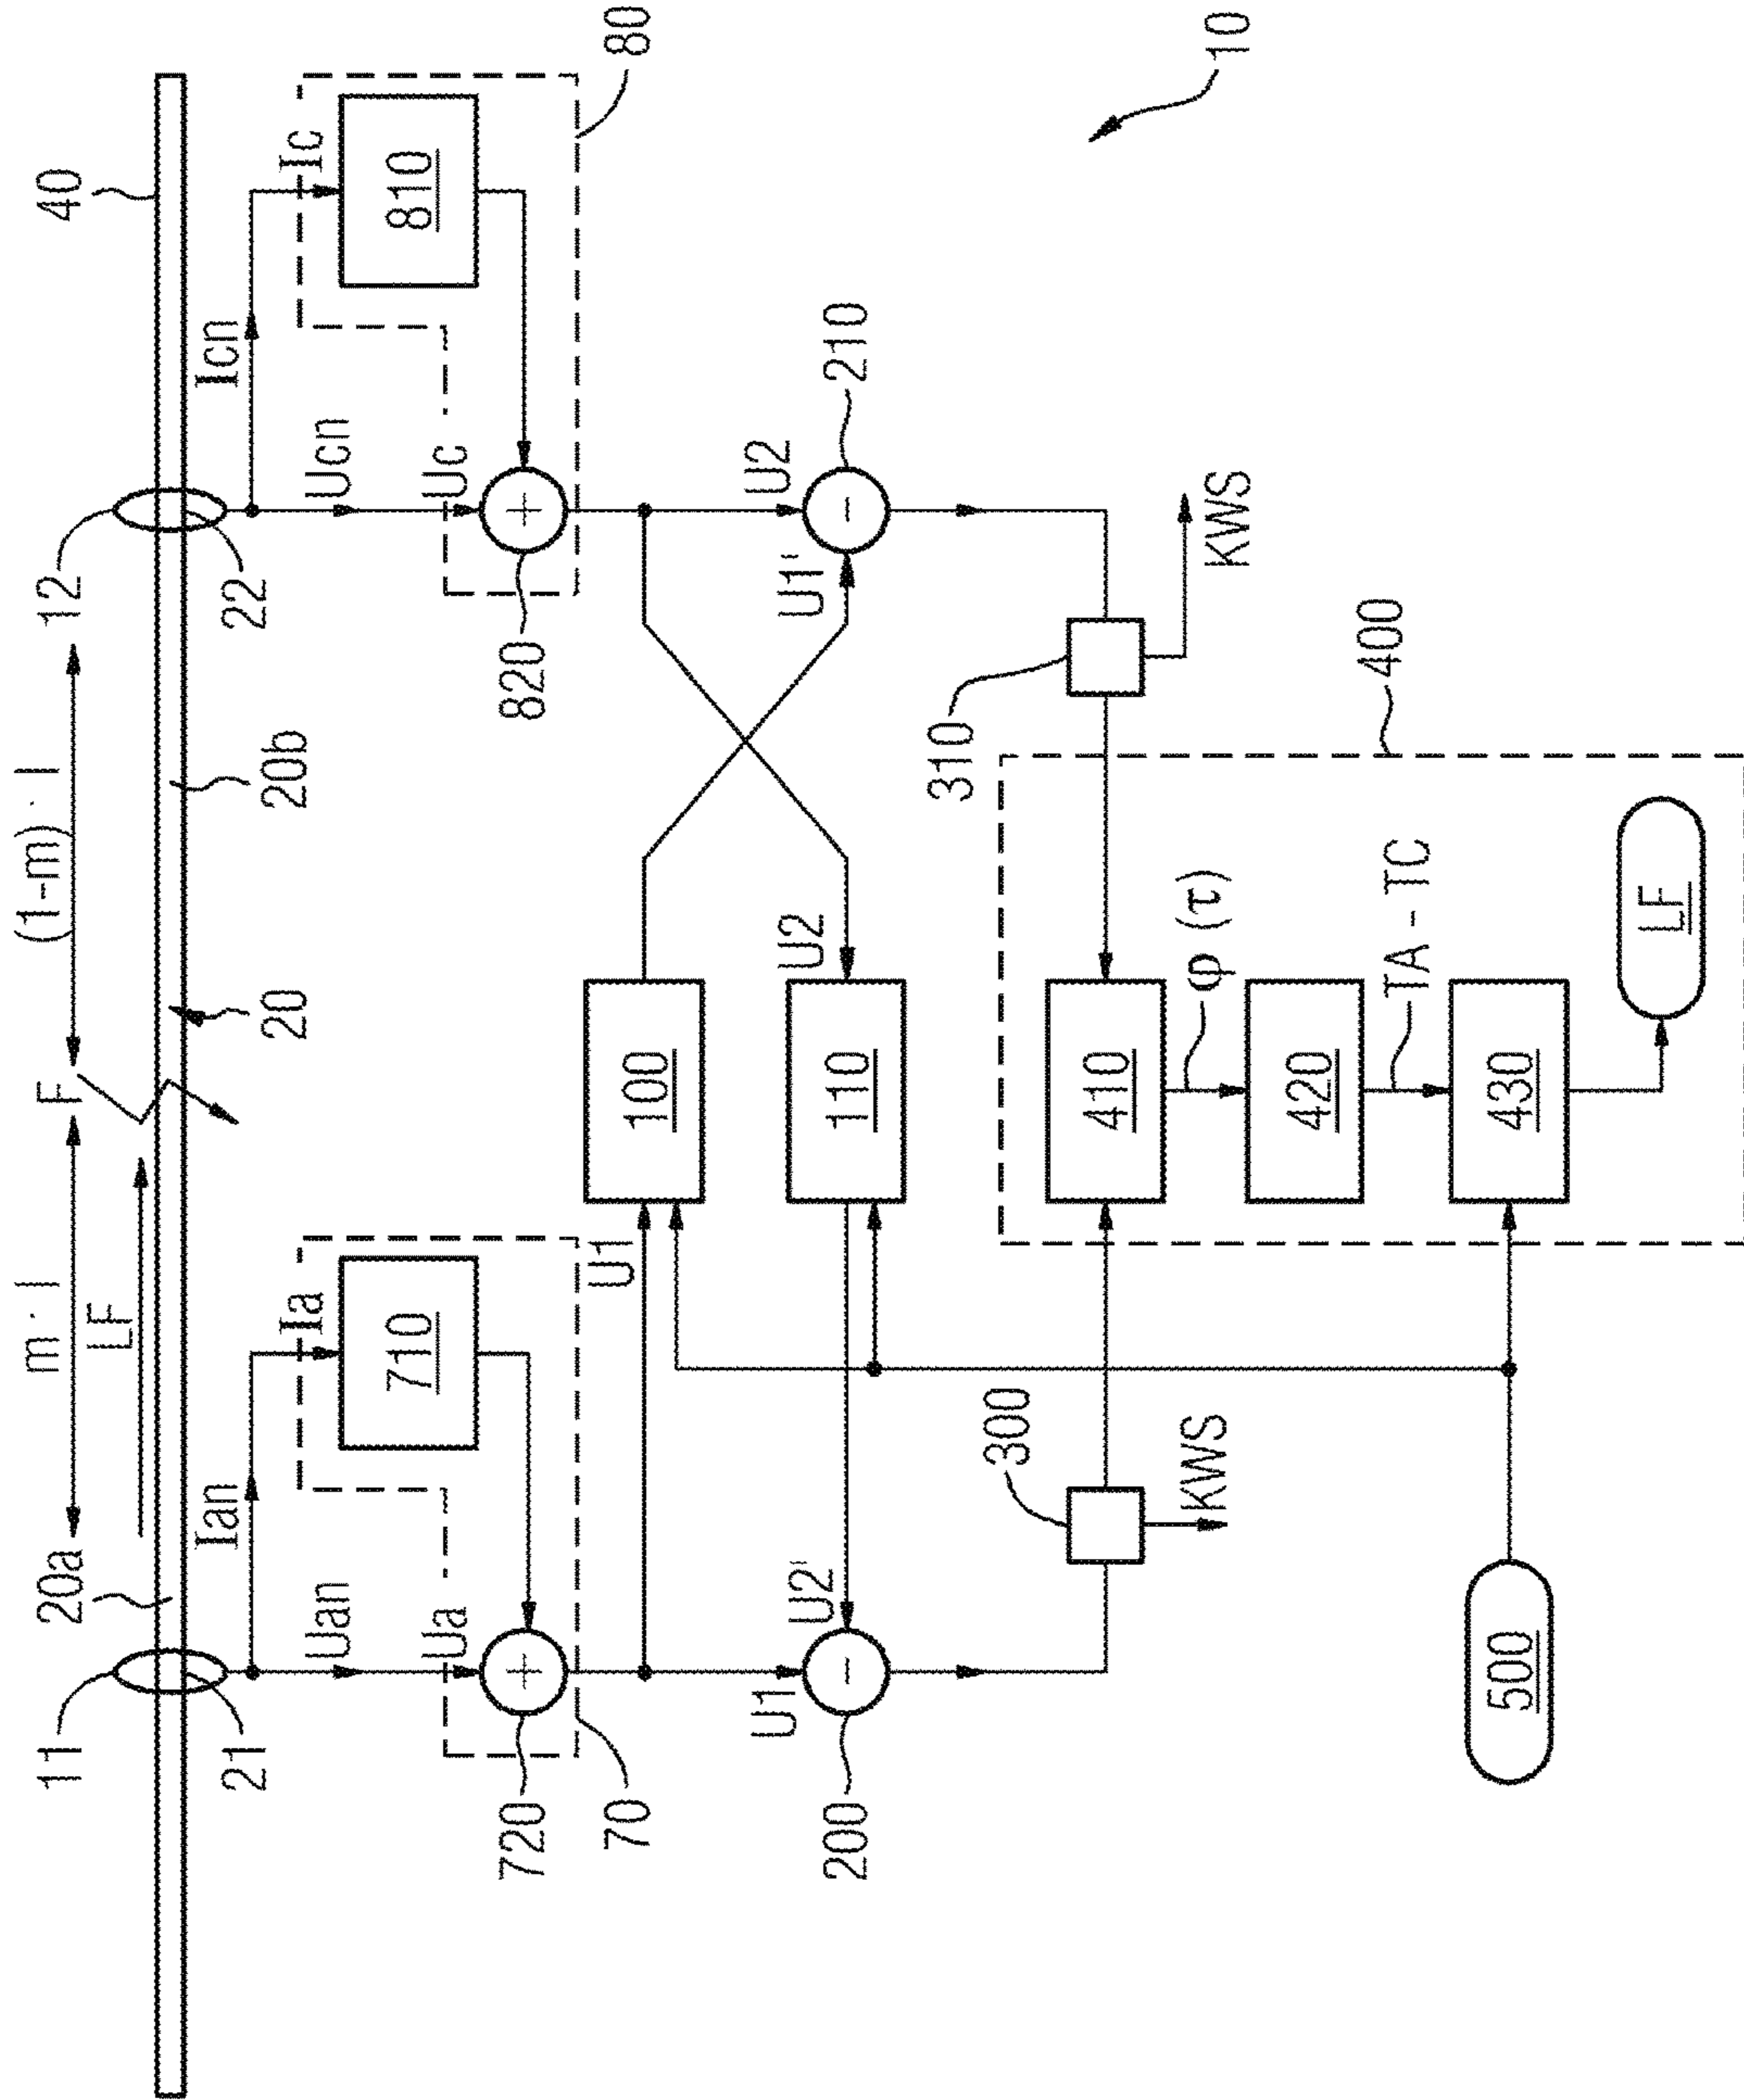 m · l
F
(1-m) · l
12
40
80
11
20a
LF
20
20b
22
21
Ian
Icn
Uan
Ia
Ucn
Ic
710
810
Ua
Uc
+
+
720
70
820
U1
100
U1
U2'
110
U2
U1'
U2
-
-
200
210
10
300
KWS
310
KWS
400
410
φ (τ)
420
TA - TC
430
LF
500